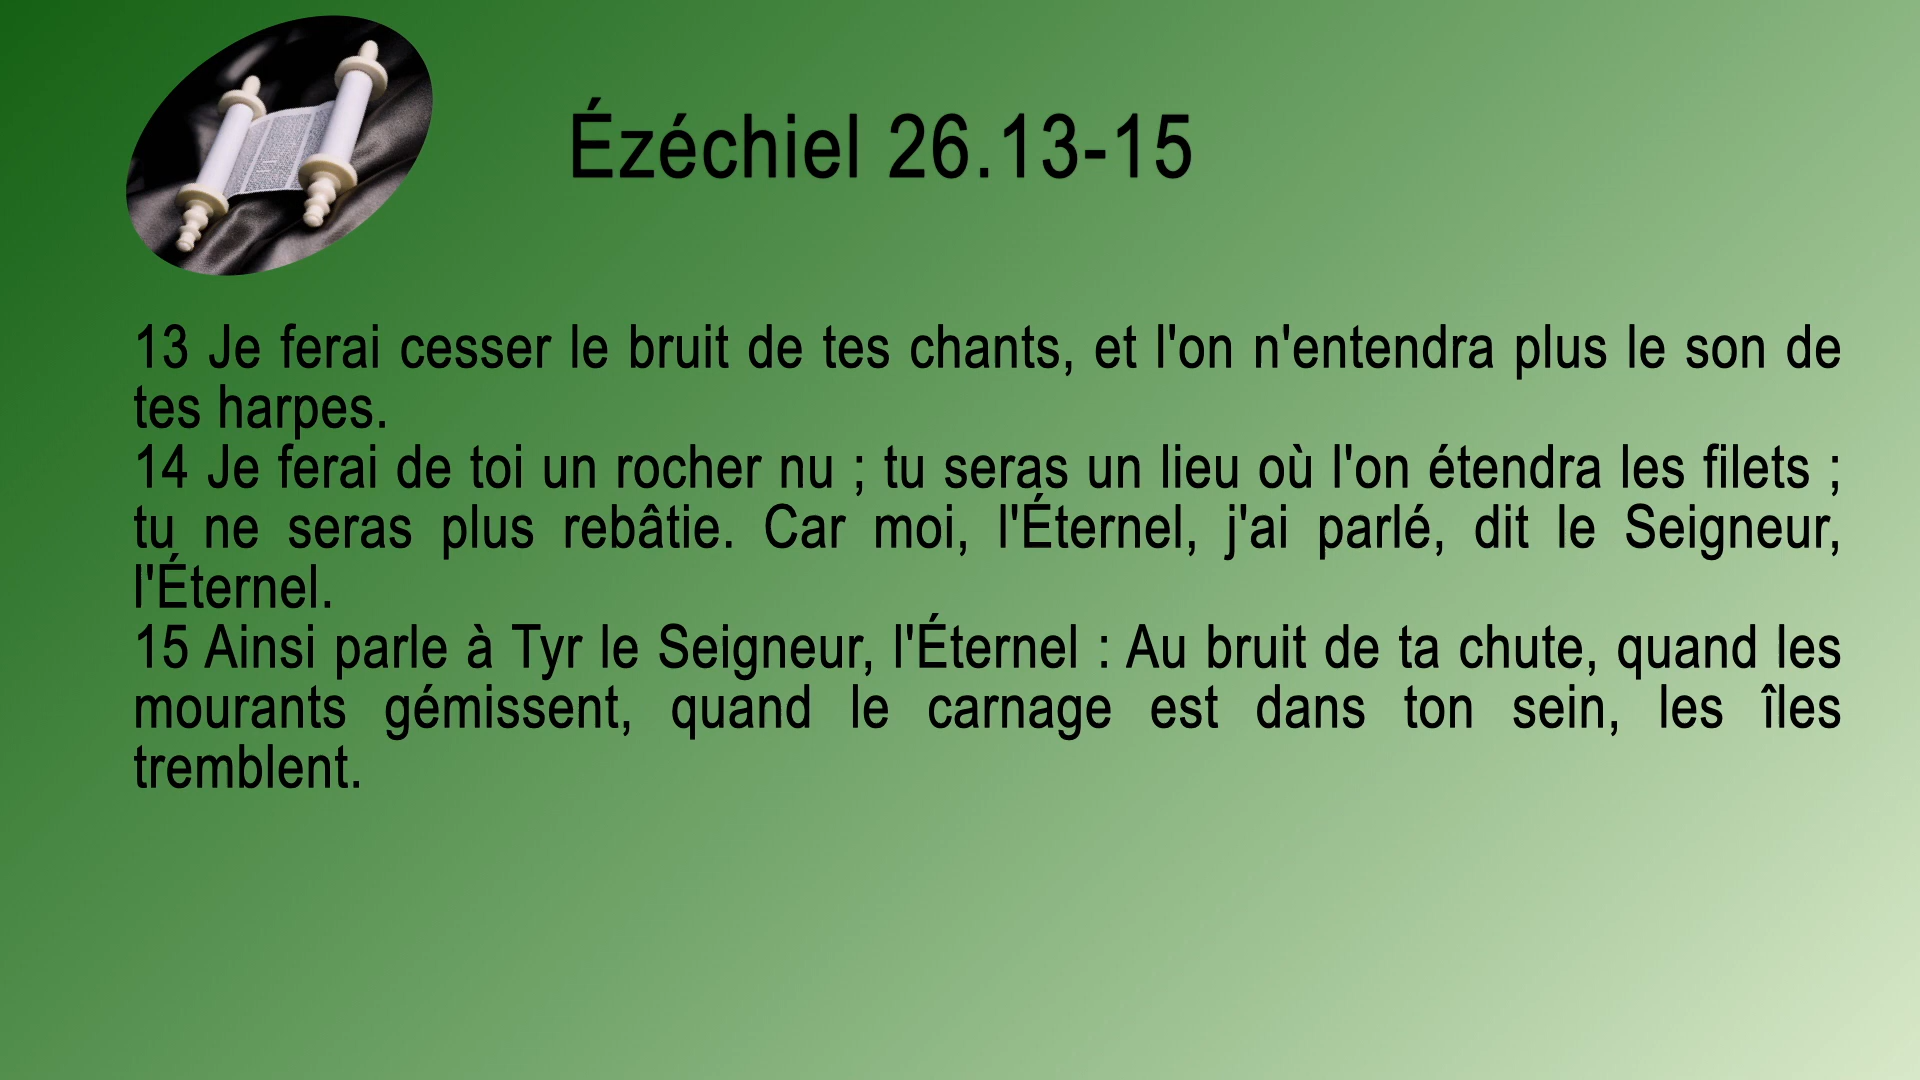 Ézéchiel 26.13-15
13 Je ferai cesser le bruit de tes chants, et l'on n'entendra plus le son de
tes harpes.
14 Je ferai de toi un rocher nu ; tu seras un lieu où l'on étendra les filets ;
tu ne seras plus rebâtie. Car moi, l'Éternel, j'ai parlé, dit le Seigneur,
l'Éternel.
15 Ainsi parle à Tyr le Seigneur, l'Éternel : Au bruit de ta chute, quand les
mourants gémissent, quand le carnage est dans ton sein, les îles
tremblent.